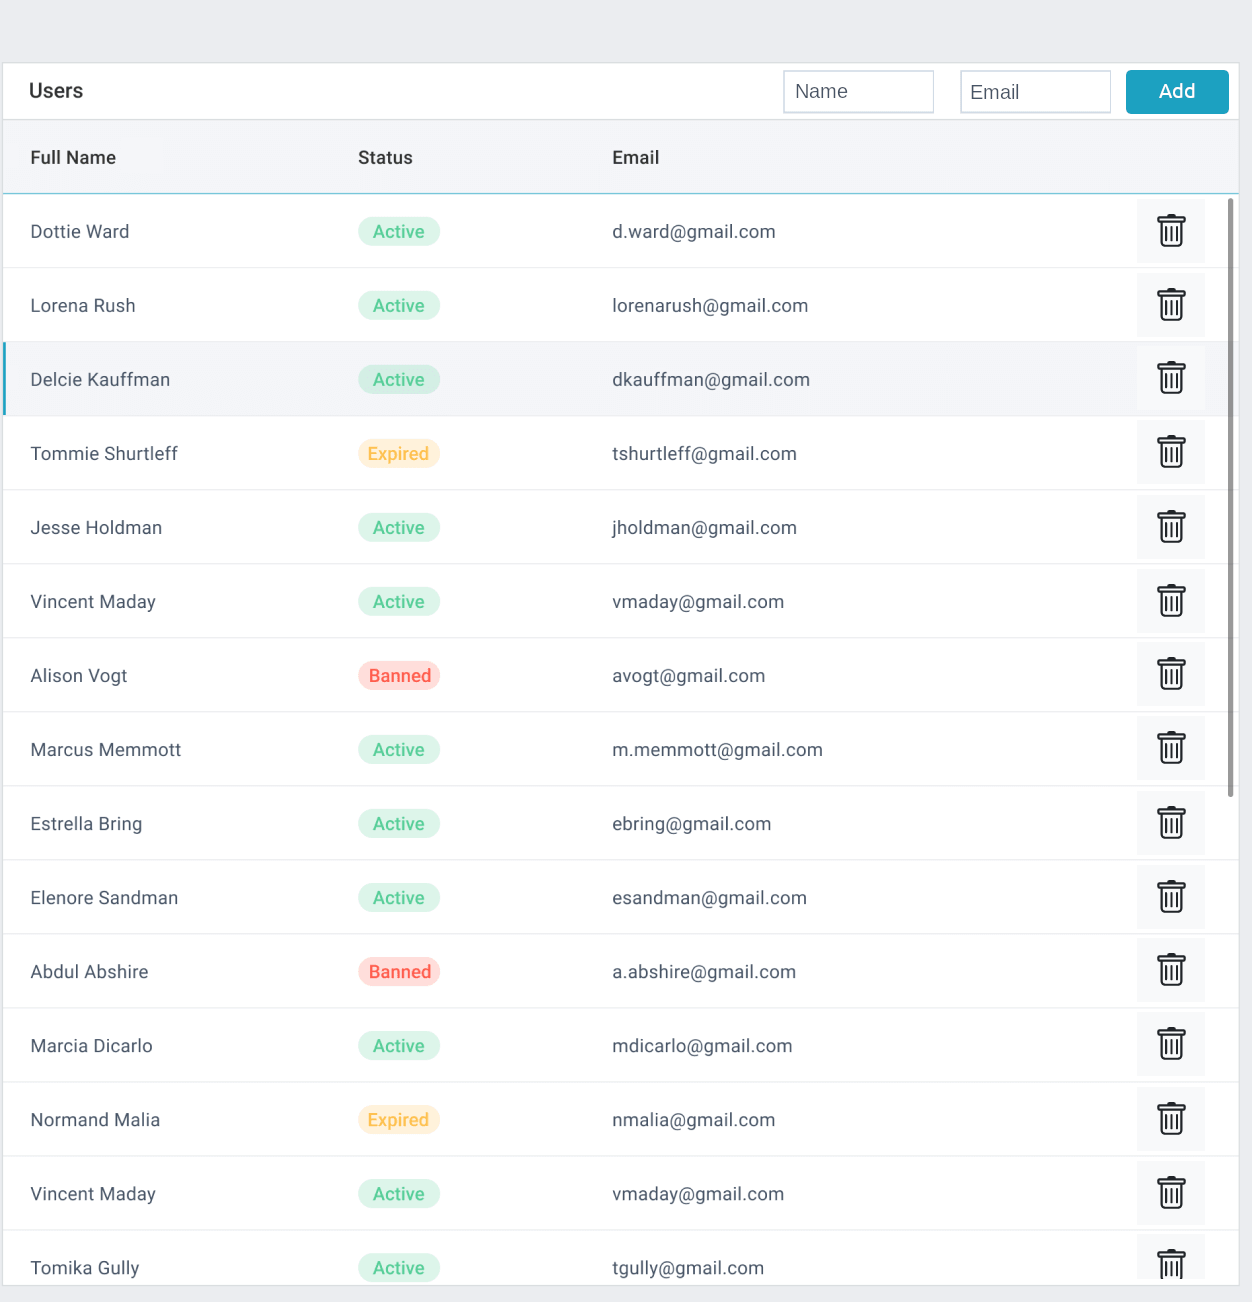 Users Name Email Add
Full Name Status Email
Dottie Ward Active d.ward@gmail.com
Lorena Rush Active lorenarush@gmail.com
Delcie Kauffman Active dkauffman@gmail.com
Tommie Shurtleff Expired tshurtleff@gmail.com
Jesse Holdman Active jholdman@gmail.com
Vincent Maday Active vmaday@gmail.com
Alison Vogt Banned avogt@gmail.com
Marcus Memmott Active m.memmott@gmail.com
Estrella Bring Active ebring@gmail.com
Elenore Sandman Active esandman@gmail.com
Abdul Abshire Banned a.abshire@gmail.com
Marcia Dicarlo Active mdicarlo@gmail.com
Normand Malia Expired nmalia@gmail.com
Vincent Maday Active vmaday@gmail.com
Tomika Gully Active tgully@gmail.com